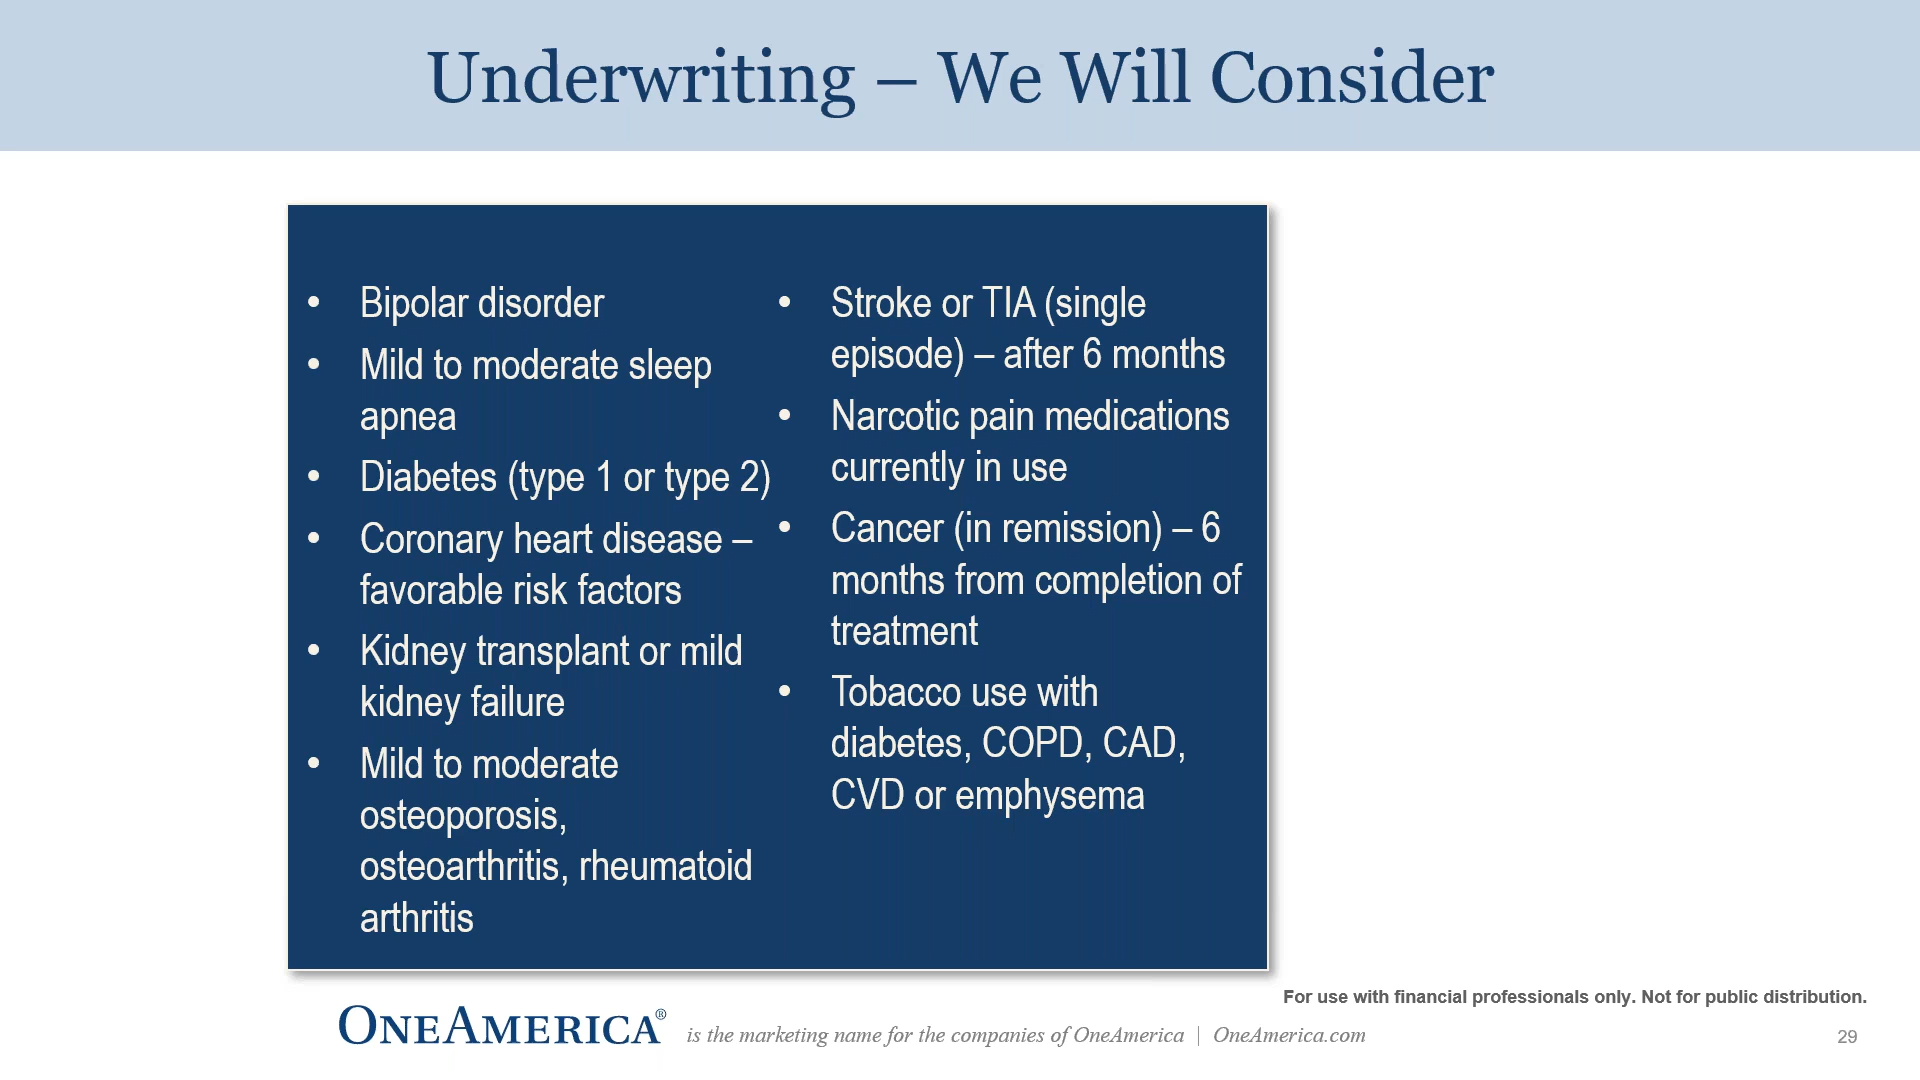 Underwriting – We Will Consider
• Bipolar disorder
• Mild to moderate sleep
apnea
• Diabetes (type 1 or type 2)
• Coronary heart disease –
favorable risk factors
• Kidney transplant or mild
kidney failure
• Mild to moderate
osteoporosis,
osteoarthritis, rheumatoid
arthritis
• Stroke or TIA (single
episode) – after 6 months
• Narcotic pain medications
currently in use
• Cancer (in remission) – 6
months from completion of
treatment
• Tobacco use with
diabetes, COPD, CAD,
CVD or emphysema
For use with financial professionals only. Not for public distribution.
ONEAMERICA® is the marketing name for the companies of OneAmerica | OneAmerica.com
29